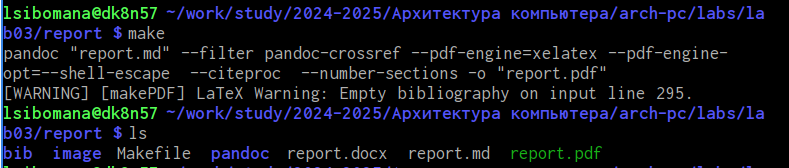 lsibomana@dk8n57 ~/work/study/2024-2025/Архитектура компьютера/arch-pc/labs/la
b03/report $ make
pandoc "report.md" --filter pandoc-crossref --pdf-engine=xelatex --pdf-engine-
opt=--shell-escape  --citeproc  --number-sections -o "report.pdf"
[WARNING] [makePDF] LaTeX Warning: Empty bibliography on input line 295.
lsibomana@dk8n57 ~/work/study/2024-2025/Архитектура компьютера/arch-pc/labs/la
b03/report $ ls
bib  image  Makefile  pandoc  report.docx  report.md  report.pdf